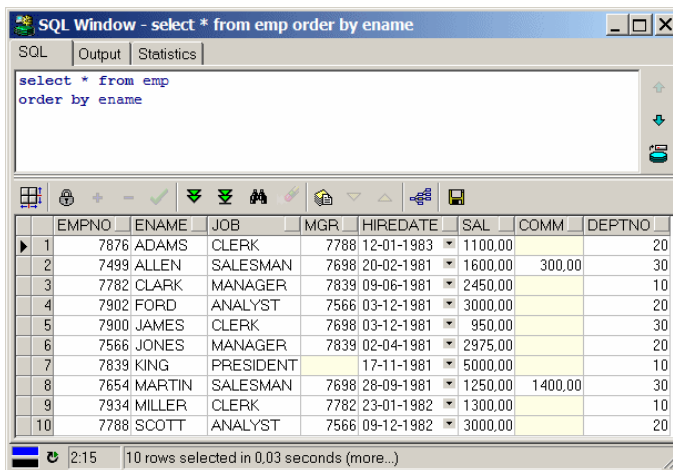 SQL Window - select * from emp order by ename
SQL Output Statistics
select * from emp
order by ename
EMPNO ENAME JOB MGR HIREDATE SAL COMM DEPTNO
1 7876 ADAMS CLERK 7788 12-01-1983 1100,00 20
2 7499 ALLEN SALESMAN 7698 20-02-1981 1600,00 300,00 30
3 7782 CLARK MANAGER 7839 09-06-1981 2450,00 10
4 7902 FORD ANALYST 7566 03-12-1981 3000,00 20
5 7900 JAMES CLERK 7698 03-12-1981 950,00 30
6 7566 JONES MANAGER 7839 02-04-1981 2975,00 20
7 7839 KING PRESIDENT 17-11-1981 5000,00 10
8 7654 MARTIN SALESMAN 7698 28-09-1981 1250,00 1400,00 30
9 7934 MILLER CLERK 7782 23-01-1982 1300,00 10
10 7788 SCOTT ANALYST 7566 09-12-1982 3000,00 20
2:15 10 rows selected in 0,03 seconds (more...)